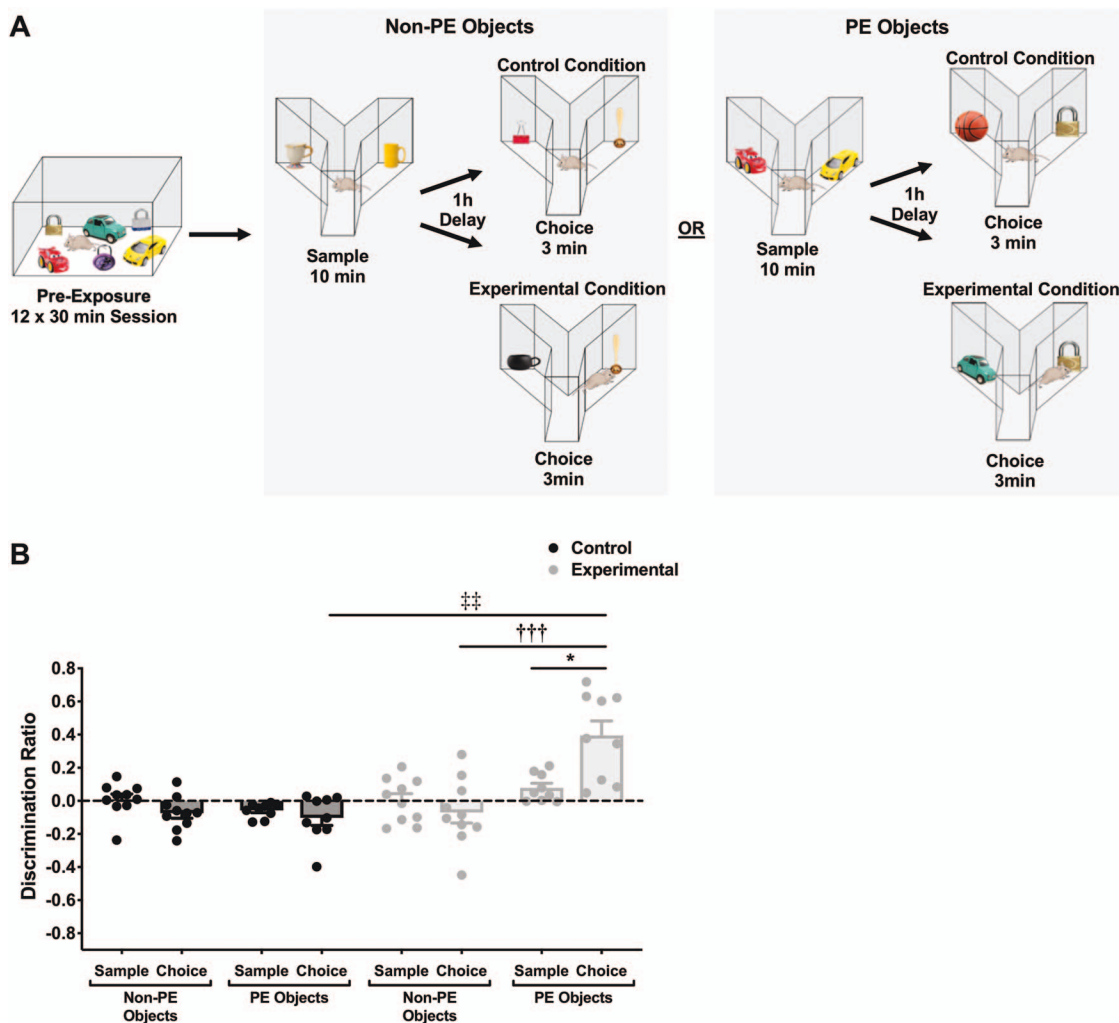 A
Non-PE Objects
PE Objects
Control Condition
Control Condition
1h
Delay
1h
Delay
Sample
10 min
Choice
3 min
Sample
10 min
Choice
3 min
Pre-Exposure
12 x 30 min Session
Experimental Condition
Experimental Condition
OR
Choice
3min
Choice
3min
B
Control
Experimental
‡‡
†††
*
Discrimination Ratio
0.8
0.6
0.4
0.2
0.0
-0.2
-0.4
-0.6
-0.8
Sample Choice Sample Choice Sample Choice Sample Choice
Non-PE PE Objects Non-PE PE Objects
Objects Objects